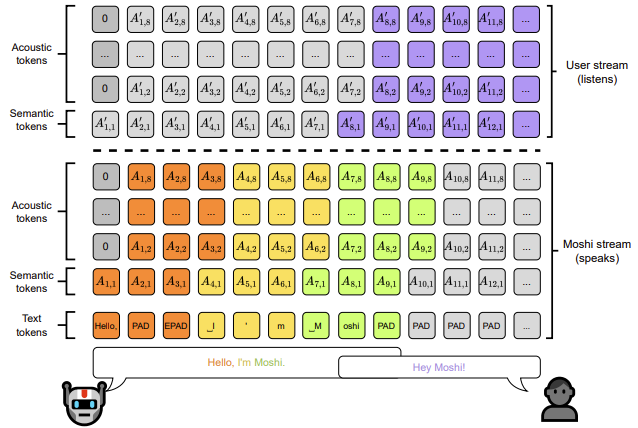 0 A′1,8 A′2,8 A′3,8 A′4,8 A′5,8 A′6,8 A′7,8 A′8,8 A′9,8 A′10,8 A′11,8 ...
Acoustic
tokens
... ... ... ... ... ... ... ... ... ... ... ... ...
User stream
(listens)
0 A′1,2 A′2,2 A′3,2 A′4,2 A′5,2 A′6,2 A′7,2 A′8,2 A′9,2 A′10,2 A′11,2 ...
Semantic
tokens
A′1,1 A′2,1 A′3,1 A′4,1 A′5,1 A′6,1 A′7,1 A′8,1 A′9,1 A′10,1 A′11,1 A′12,1 ...
0 A1,8 A2,8 A3,8 A4,8 A5,8 A6,8 A7,8 A8,8 A9,8 A10,8 A11,8 ...
Acoustic
tokens
... ... ... ... ... ... ... ... ... ... ... ... ...
0 A1,2 A2,2 A3,2 A4,2 A5,2 A6,2 A7,2 A8,2 A9,2 A10,2 A11,2 ...
Moshi stream
(speaks)
Semantic
tokens
A1,1 A2,1 A3,1 A4,1 A5,1 A6,1 A7,1 A8,1 A9,1 A10,1 A11,1 A12,1 ...
Text
tokens
Hello, PAD EPAD _I ' m _M oshi PAD PAD PAD PAD ...
Hello, I'm Moshi.
Hey Moshi!